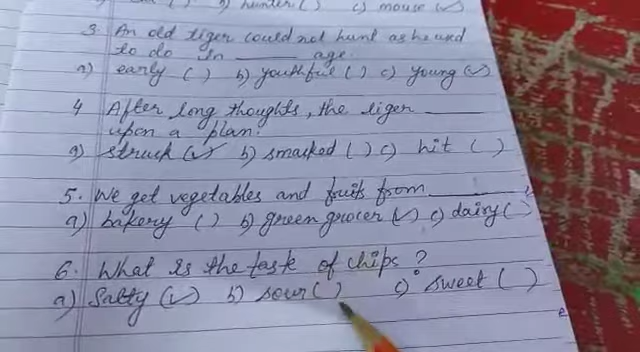 b) hunter ( ) c) mouse (✓)
3. An old tiger could not hunt as he used
to do in ______ age.
a) early ( ) b) youthful ( ) c) young (✓)
4 After long thoughts, the tiger ______
upon a plan.
a) struck (✓) b) smacked ( ) c) hit ( )
5. We get vegetables and fruits from ______.
a) bakery ( ) b) green grocer (✓) c) dairy ( )
6. What is the taste of chips ?
a) Salty (✓) b) sour ( ) c) sweet ( )